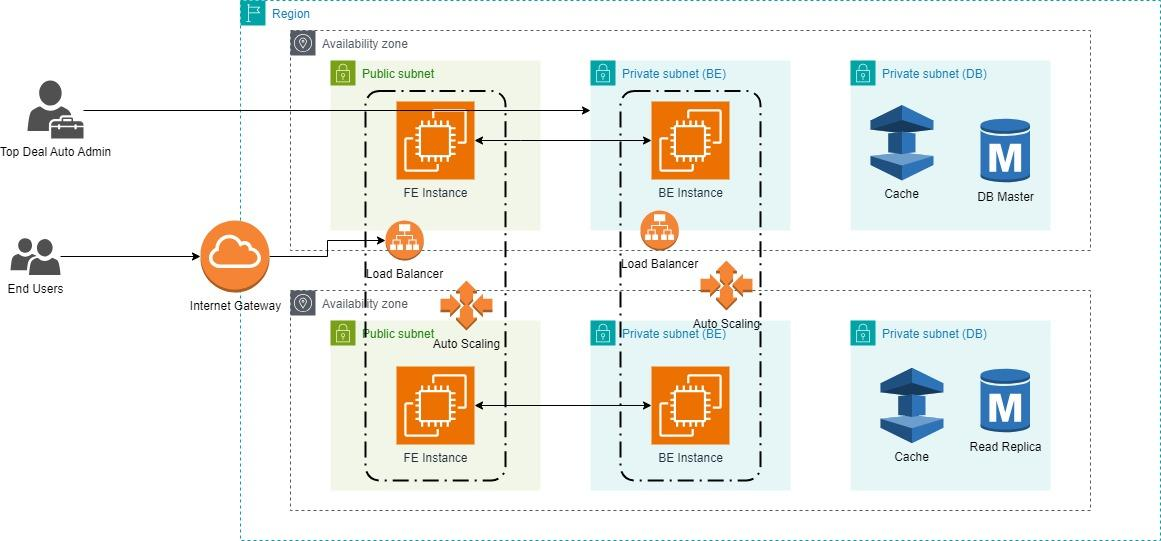 Region
Availability zone
Public subnet
Private subnet (BE)
Private subnet (DB)
Top Deal Auto Admin
FE Instance
BE Instance
Cache
M
DB Master
End Users
Internet Gateway
Load Balancer
Load Balancer
Auto Scaling
Auto Scaling
Availability zone
Public subnet
Private subnet (BE)
Private subnet (DB)
FE Instance
BE Instance
Cache
M
Read Replica